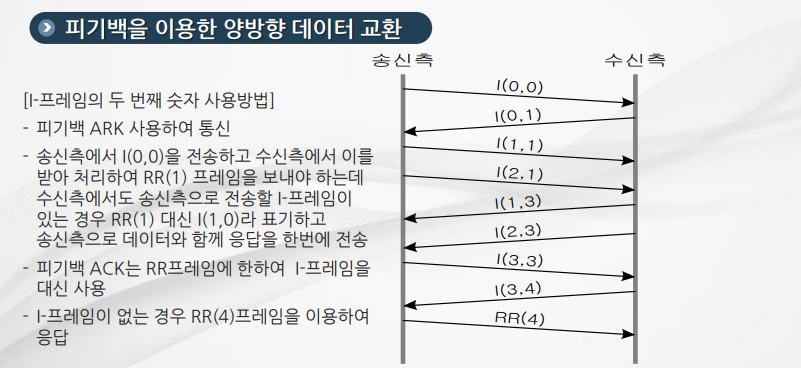 피기백을 이용한 양방향 데이터 교환
[I-프레임의 두 번째 숫자 사용방법]
- 피기백 ARK 사용하여 통신
- 송신측에서 I(0,0)을 전송하고 수신측에서 이를
받아 처리하여 RR(1) 프레임을 보내야 하는데
수신측에서도 송신측으로 전송할 I-프레임이
있는 경우 RR(1) 대신 I(1,0)라 표기하고
송신측으로 데이터와 함께 응답을 한번에 전송
- 피기백 ACK는 RR프레임에 한하여 I-프레임을
대신 사용
- I-프레임이 없는 경우 RR(4)프레임을 이용하여
응답
송신측
수신측
I(0,0)
I(0,1)
I(1,1)
I(2,1)
I(1,3)
I(2,3)
I(3,3)
I(3,4)
RR(4)